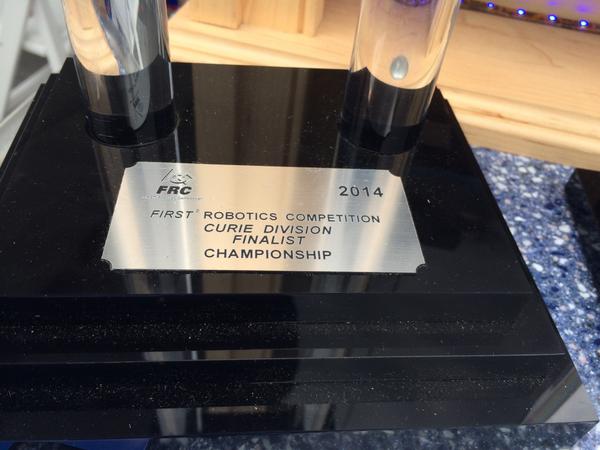 FRC
2014
FIRST® ROBOTICS COMPETITION
CURIE DIVISION
FINALIST
CHAMPIONSHIP